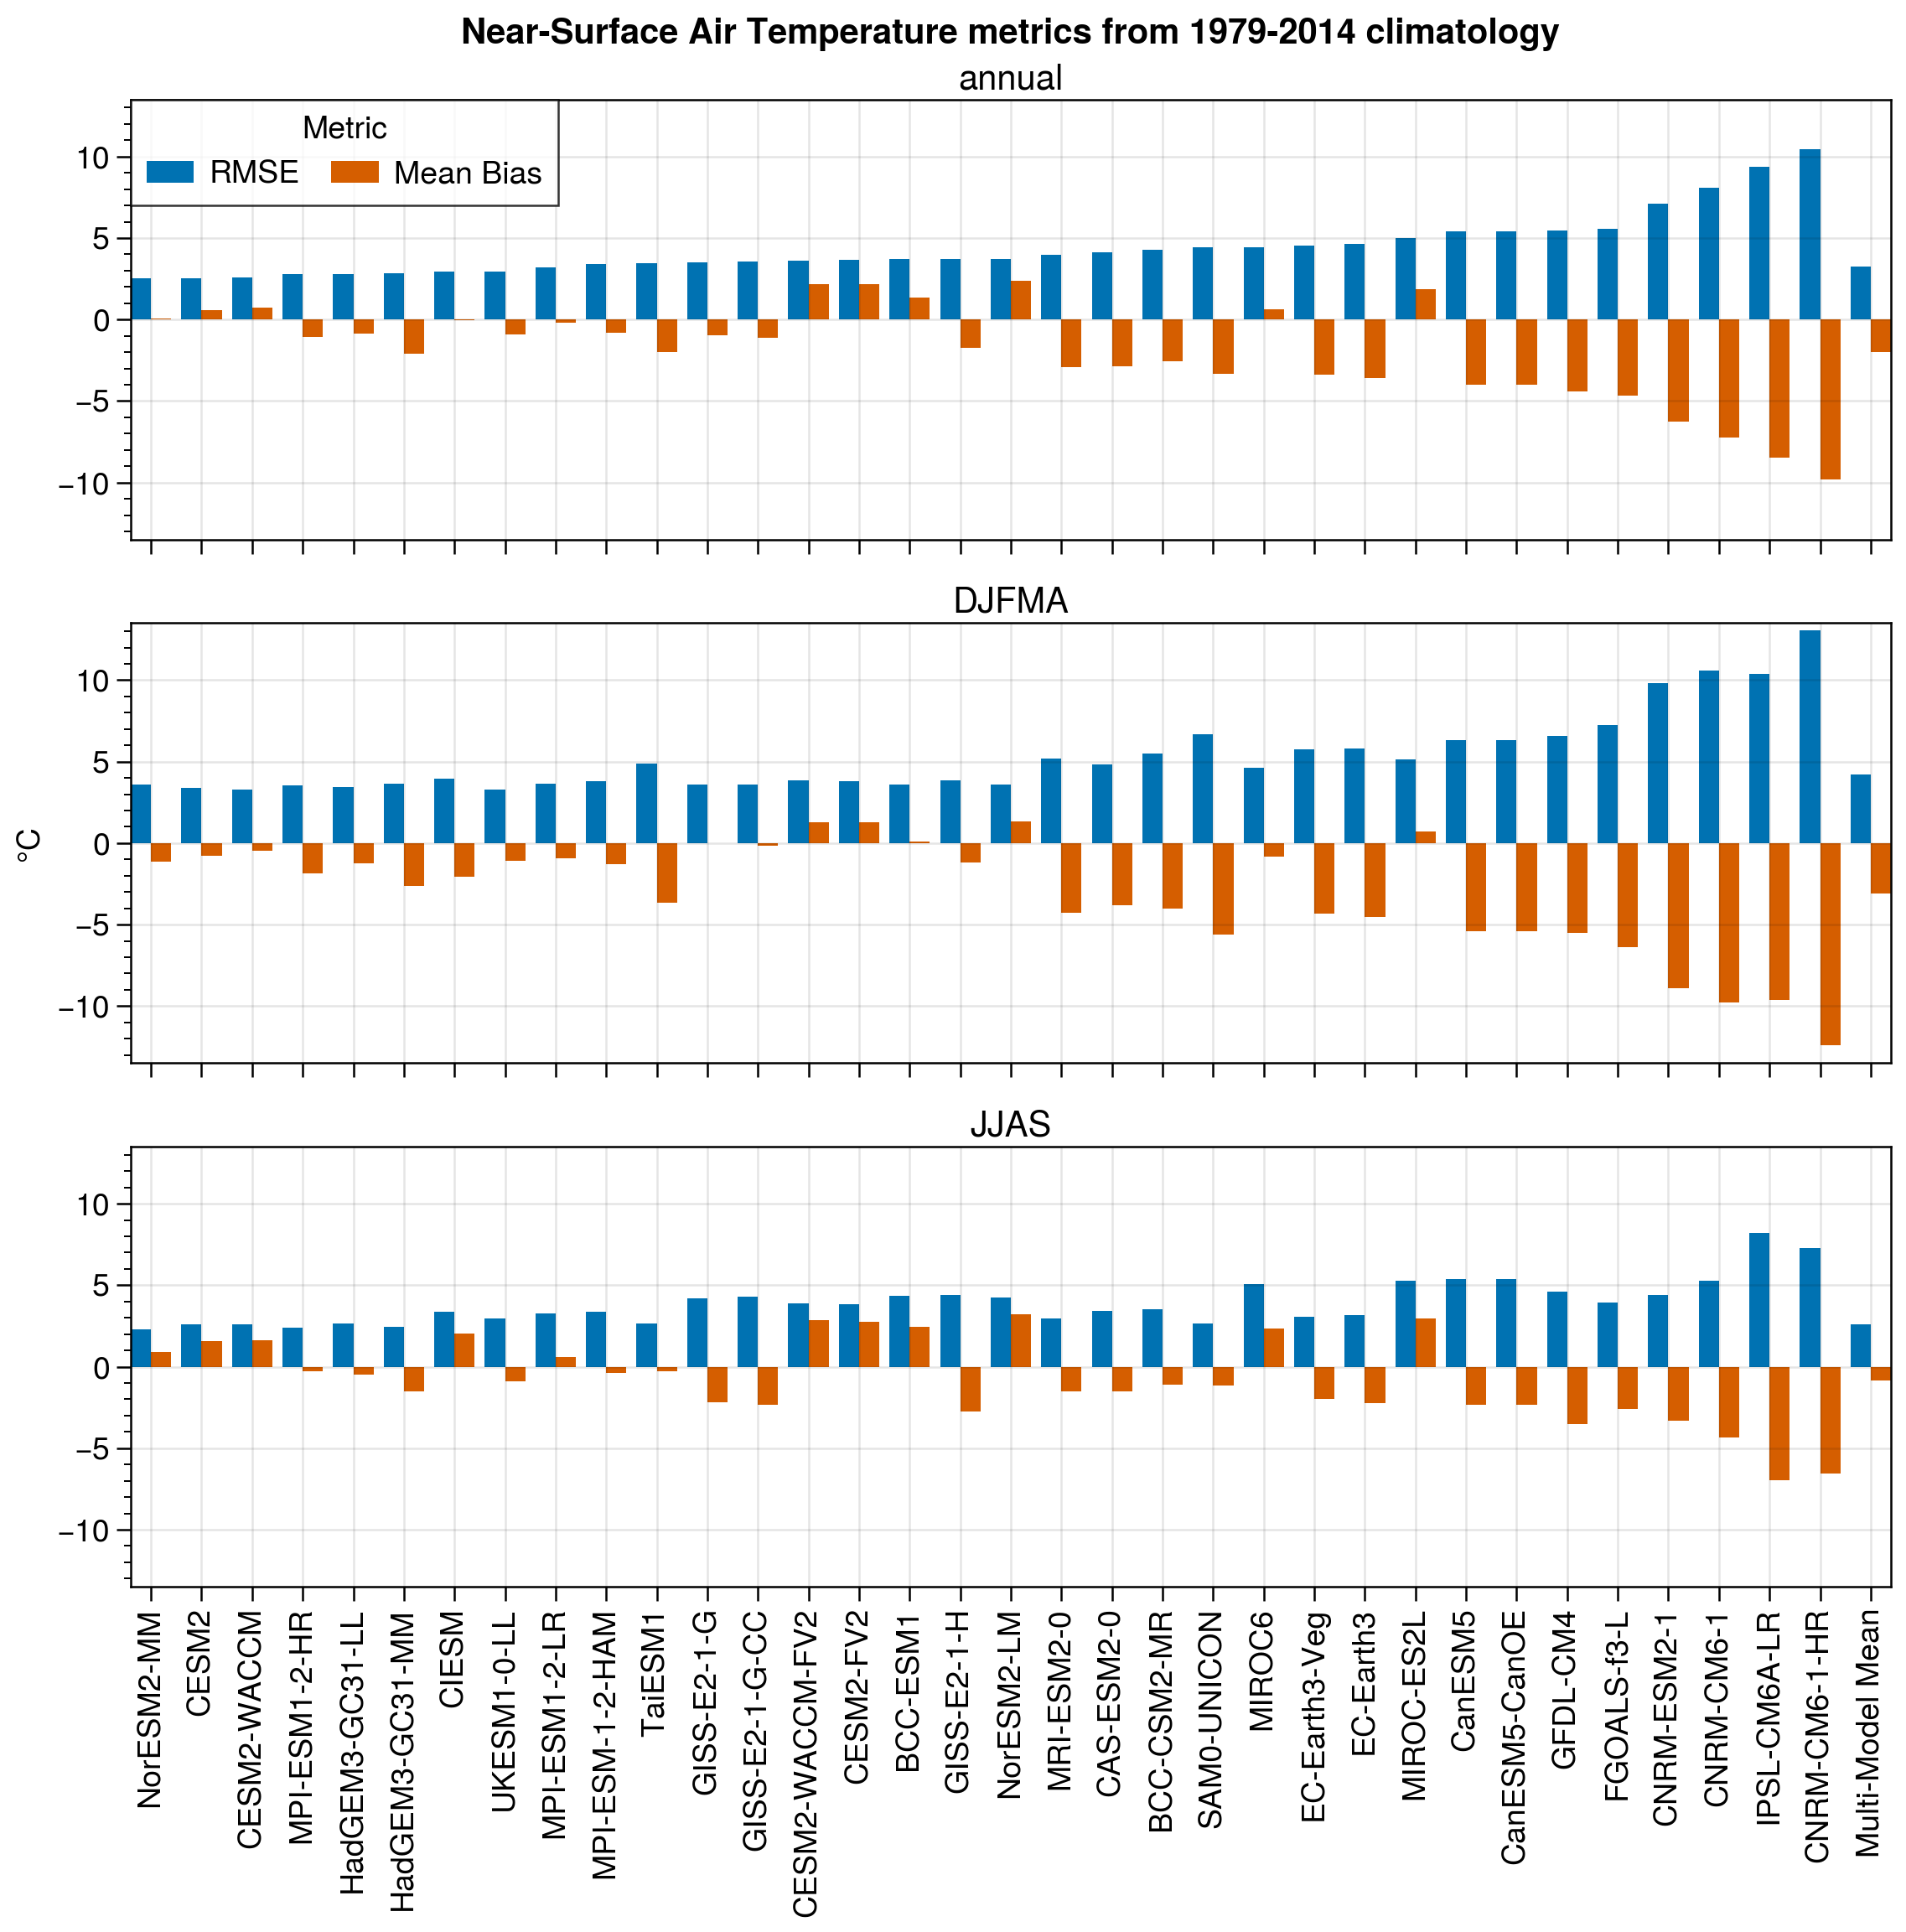 Near-Surface Air Temperature metrics from 1979-2014 climatology
annual
Metric
RMSE
Mean Bias
10
5
0
−5
−10
DJFMA
10
5
0
−5
−10
°C
JJAS
10
5
0
−5
−10
NorESM2-MM
CESM2
CESM2-WACCM
MPI-ESM1-2-HR
HadGEM3-GC31-LL
HadGEM3-GC31-MM
CIESM
UKESM1-0-LL
MPI-ESM1-2-LR
MPI-ESM-1-2-HAM
TaiESM1
GISS-E2-1-G
GISS-E2-1-G-CC
CESM2-WACCM-FV2
CESM2-FV2
BCC-ESM1
GISS-E2-1-H
NorESM2-LM
MRI-ESM2-0
CAS-ESM2-0
BCC-CSM2-MR
SAM0-UNICON
MIROC6
EC-Earth3-Veg
EC-Earth3
MIROC-ES2L
CanESM5
CanESM5-CanOE
GFDL-CM4
FGOALS-f3-L
CNRM-ESM2-1
CNRM-CM6-1
IPSL-CM6A-LR
CNRM-CM6-1-HR
Multi-Model Mean